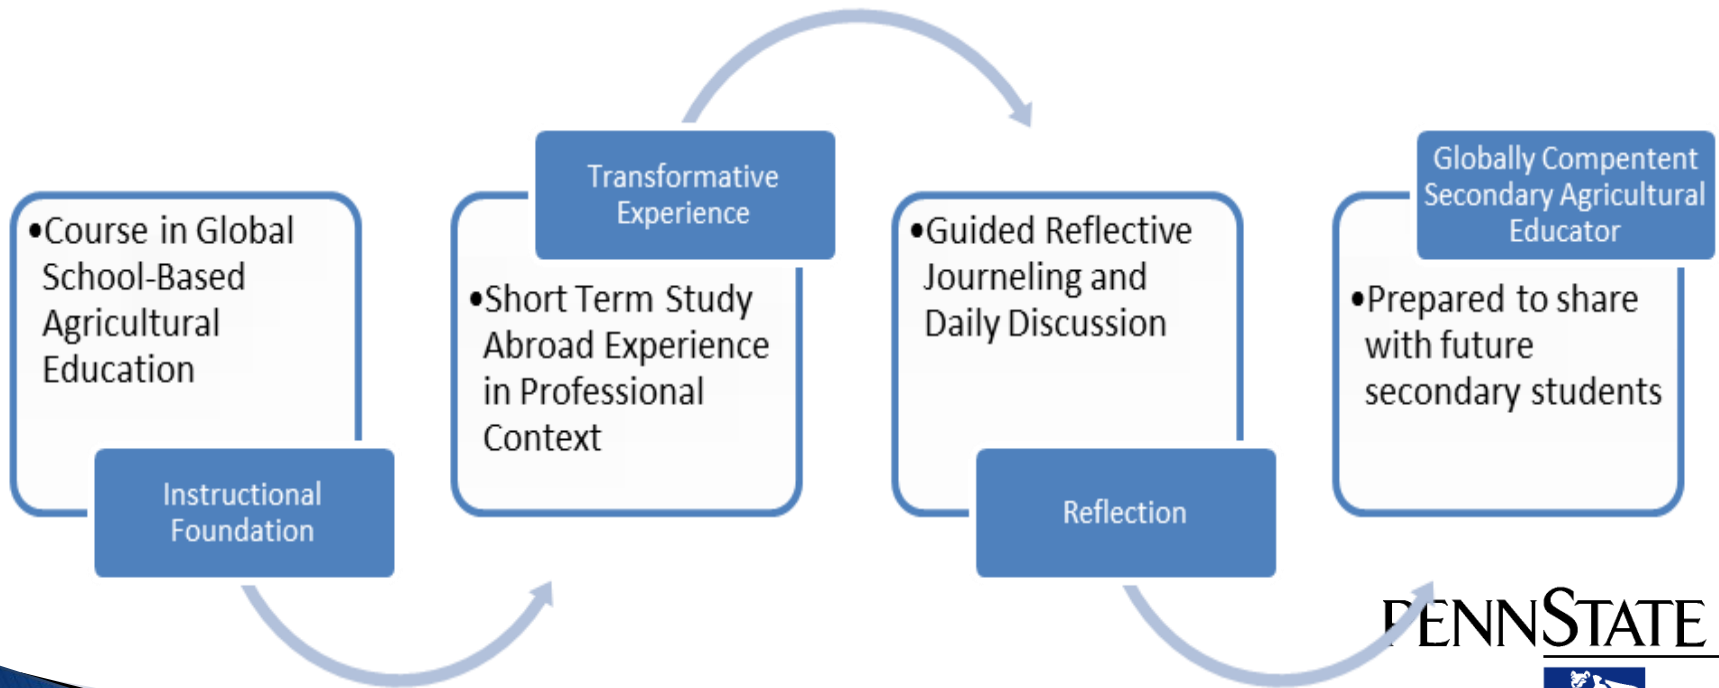 •Course in Global
School-Based
Agricultural
Education
Instructional
Foundation
Transformative
Experience
•Short Term Study
Abroad Experience
in Professional
Context
•Guided Reflective
Journeling and
Daily Discussion
Reflection
Globally Compentent
Secondary Agricultural
Educator
•Prepared to share
with future
secondary students
PENNSTATE